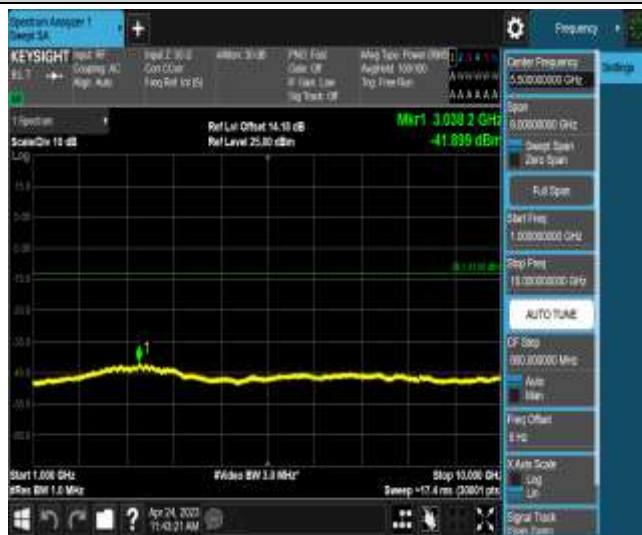 Spectrum Analyzer 1
Swept SA
+
Frequency
KEYSIGHT
Input: RF
Coupling: AC
Align: Auto
Input Z: 50 Ω
Corr CCorr
Freq Ref: Int (S)
Atten: 30 dB
PNO: Fast
Gate: Off
IF Gain: Low
Sig Track: Off
Avg Type: Power (RMS)
Avg|Hold: 100/100
Trig: Free Run
Center Frequency
5.500000000 GHz
Settings
Span
9.00000000 GHz
Swept Span
Zero Span
Full Span
Start Freq
1.000000000 GHz
Stop Freq
10.000000000 GHz
AUTO TUNE
CF Step
900.000000 MHz
Auto
Man
Freq Offset
0 Hz
X Axis Scale
Log
Lin
Signal Track
1 Spectrum
Scale/Div 10 dB
Log
Ref Lvl Offset 14.18 dB
Ref Level 25.00 dBm
Mkr1 3.038 2 GHz
-41.899 dBm
15.0
5.00
1
Start 1.000 GHz
#Res BW 1.0 MHz
#Video BW 3.0 MHz*
Stop 10.000 GHz
Sweep ~17.4 ms (30001 pts)
?
Apr 24, 2023
11:43:21 AM